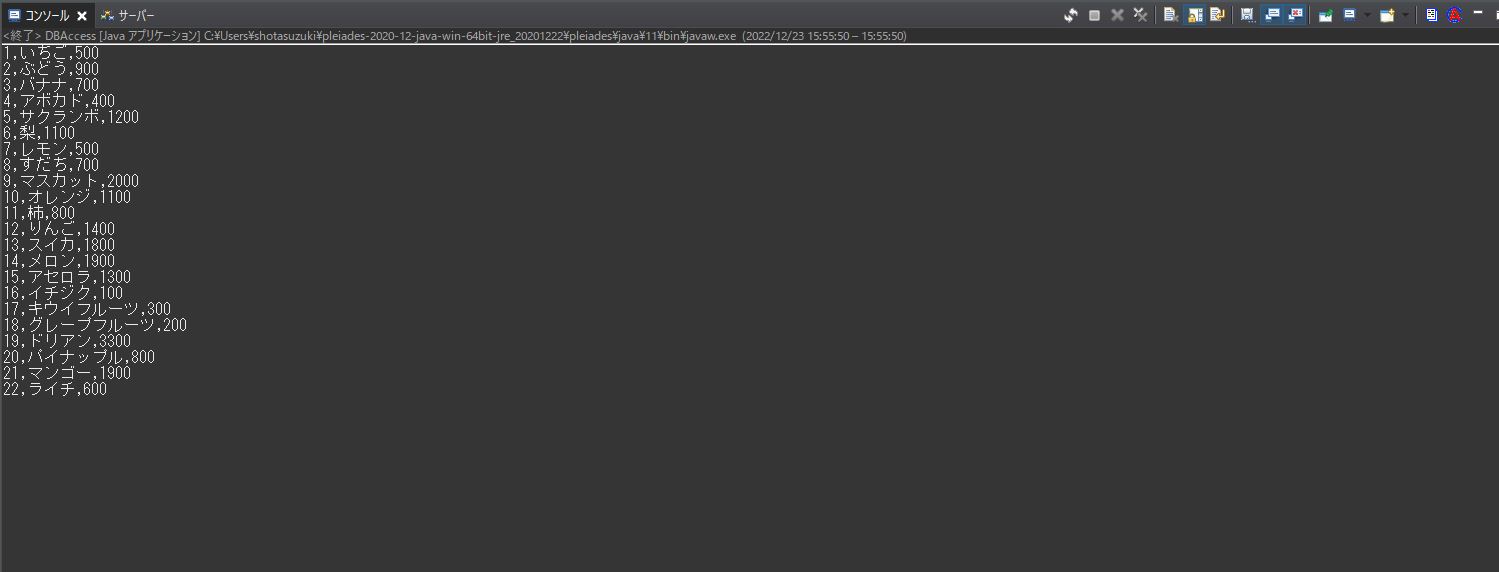 コンソール サーバー
<終了> DBAccess [Java アプリケーション] C:¥Users¥shotasuzuki¥pleiades-2020-12-java-win-64bit-jre_20201222¥pleiades¥java¥11¥bin¥javaw.exe (2022/12/23 15:55:50 – 15:55:50)
1,いちご,500
2,ぶどう,900
3,バナナ,700
4,アボカド,400
5,サクランボ,1200
6,梨,1100
7,レモン,500
8,すだち,700
9,マスカット,2000
10,オレンジ,1100
11,柿,800
12,りんご,1400
13,スイカ,1800
14,メロン,1900
15,アセロラ,1300
16,イチジク,100
17,キウイフルーツ,300
18,グレープフルーツ,200
19,ドリアン,3300
20,パイナップル,800
21,マンゴー,1900
22,ライチ,600